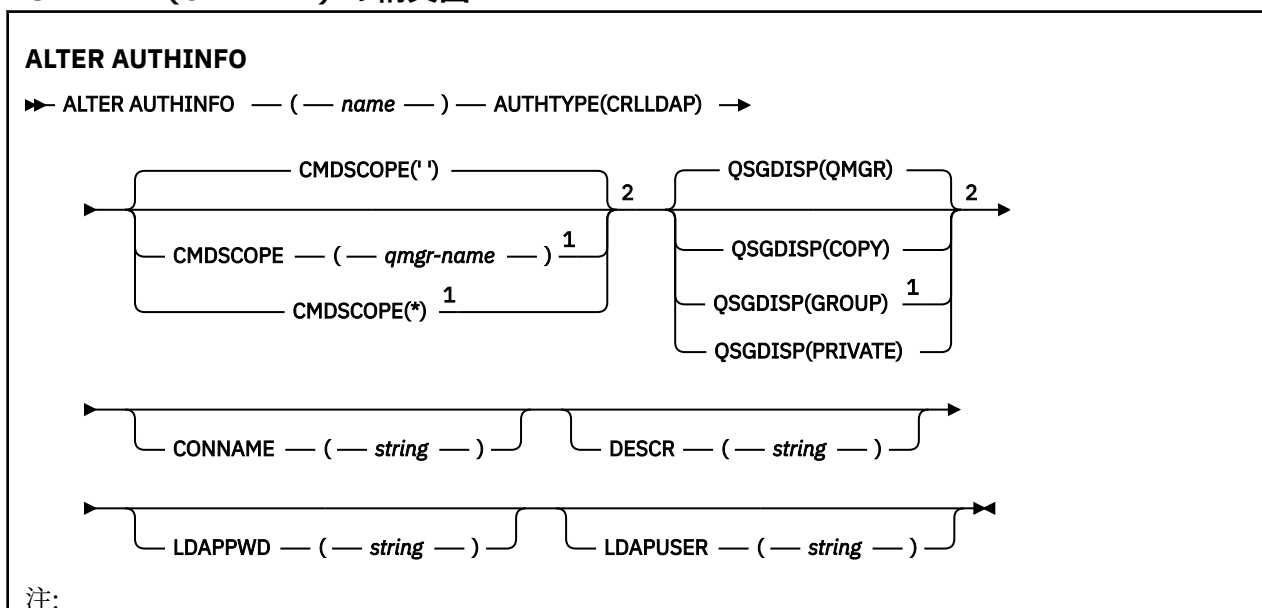 ALTER AUTHINFO
ALTER AUTHINFO ( name ) AUTHTYPE(CRLLDAP)
CMDSCOPE(' ')
2
CMDSCOPE ( qmgr-name ) 1
CMDSCOPE(*) 1
QSGDISP(QMGR)
2
QSGDISP(COPY)
QSGDISP(GROUP) 1
QSGDISP(PRIVATE)
CONNAME ( string ) DESCR ( string )
LDAPPWD ( string ) LDAPUSER ( string )
注: